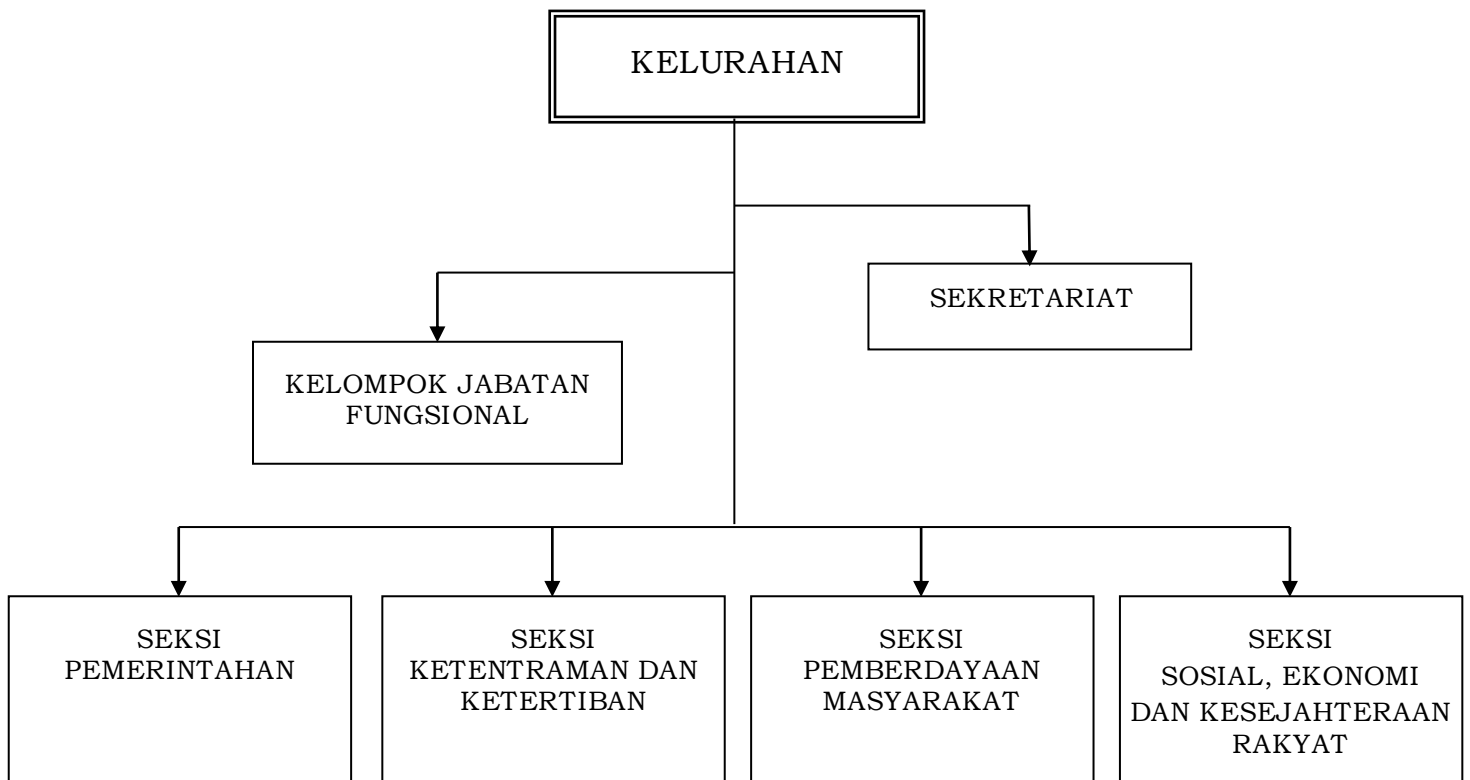 KELURAHAN
SEKRETARIAT
KELOMPOK JABATAN
FUNGSIONAL
SEKSI
PEMERINTAHAN
SEKSI
KETENTRAMAN DAN
KETERTIBAN
SEKSI
PEMBERDAYAAN
MASYARAKAT
SEKSI
SOSIAL, EKONOMI
DAN KESEJAHTERAAN
RAKYAT